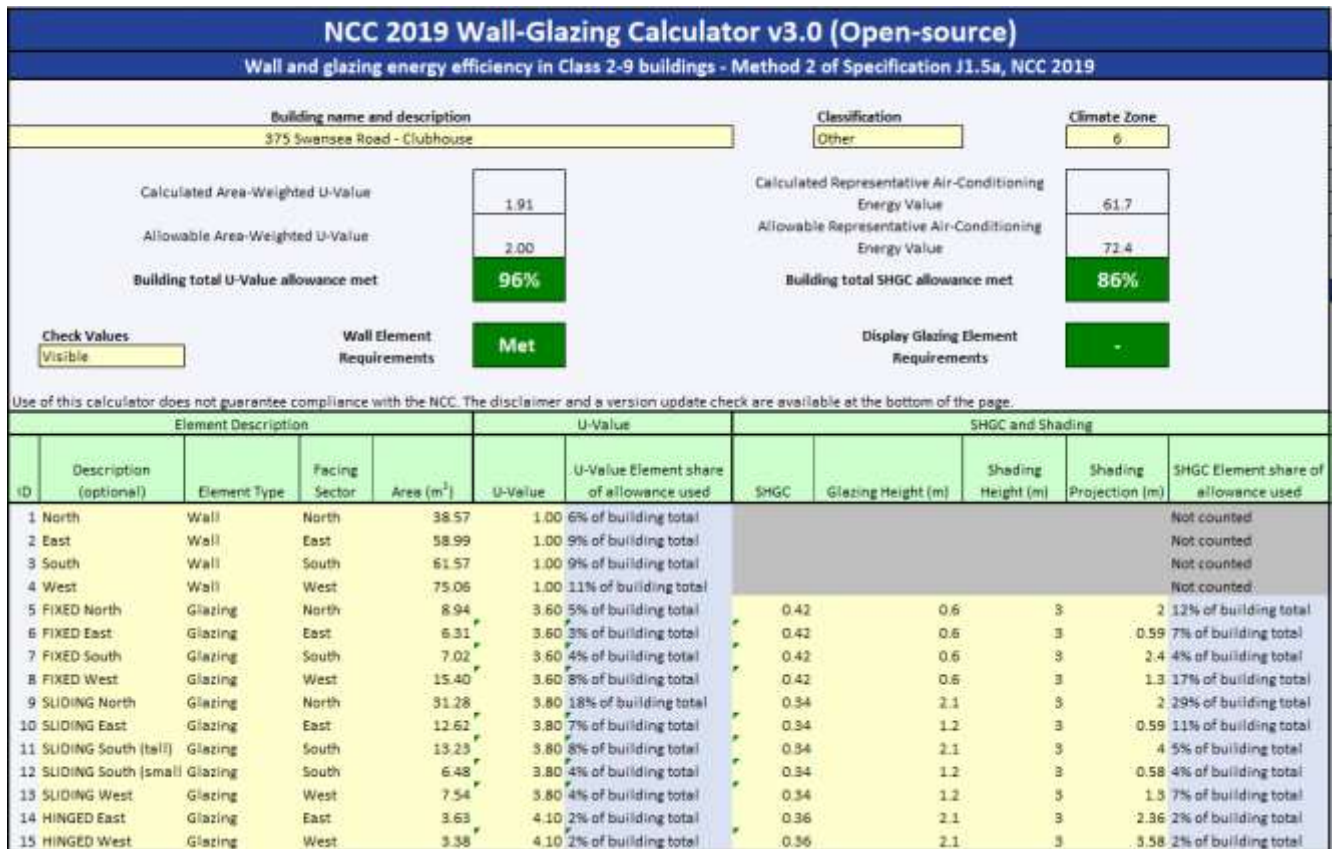 NCC 2019 Wall-Glazing Calculator v3.0 (Open-source)
Wall and glazing energy efficiency in Class 2-9 buildings - Method 2 of Specification J1.5a, NCC 2019
Building name and description Classification Climate Zone
375 Swansea Road - Clubhouse Other 6
Calculated Area-Weighted U-Value 1.91 Calculated Representative Air-Conditioning Energy Value 61.7
Allowable Area-Weighted U-Value 2.00 Allowable Representative Air-Conditioning Energy Value 72.4
Building total U-Value allowance met 96% Building total SHGC allowance met 86%
Check Values Wall Element Requirements Met Display Glazing Element Requirements -
Visible
Use of this calculator does not guarantee compliance with the NCC. The disclaimer and a version update check are available at the bottom of the page.
Element Description U-Value SHGC and Shading
ID Description (optional) Element Type Facing Sector Area (m²) U-Value U-Value Element share of allowance used SHGC Glazing Height (m) Shading Height (m) Shading Projection (m) SHGC Element share of allowance used
1 North Wall North 38.57 1.00 6% of building total Not counted
2 East Wall East 58.99 1.00 9% of building total Not counted
3 South Wall South 61.57 1.00 9% of building total Not counted
4 West Wall West 75.06 1.00 11% of building total Not counted
5 FIXED North Glazing North 8.94 3.60 5% of building total 0.42 0.6 3 2 12% of building total
6 FIXED East Glazing East 6.31 3.60 3% of building total 0.42 0.6 3 0.59 7% of building total
7 FIXED South Glazing South 7.02 3.60 4% of building total 0.42 0.6 3 2.4 4% of building total
8 FIXED West Glazing West 15.40 3.60 8% of building total 0.42 0.6 3 1.3 17% of building total
9 SLIDING North Glazing North 31.28 3.80 18% of building total 0.34 2.1 3 2 29% of building total
10 SLIDING East Glazing East 12.62 3.80 7% of building total 0.34 1.2 3 0.59 11% of building total
11 SLIDING South (tall) Glazing South 13.23 3.80 8% of building total 0.34 2.1 3 4 5% of building total
12 SLIDING South (small Glazing South 6.48 3.80 4% of building total 0.34 1.2 3 0.58 4% of building total
13 SLIDING West Glazing West 7.54 3.80 4% of building total 0.34 1.2 3 1.3 7% of building total
14 HINGED East Glazing East 3.63 4.10 2% of building total 0.36 2.1 3 2.36 2% of building total
15 HINGED West Glazing West 3.38 4.10 2% of building total 0.36 2.1 3 3.58 2% of building total